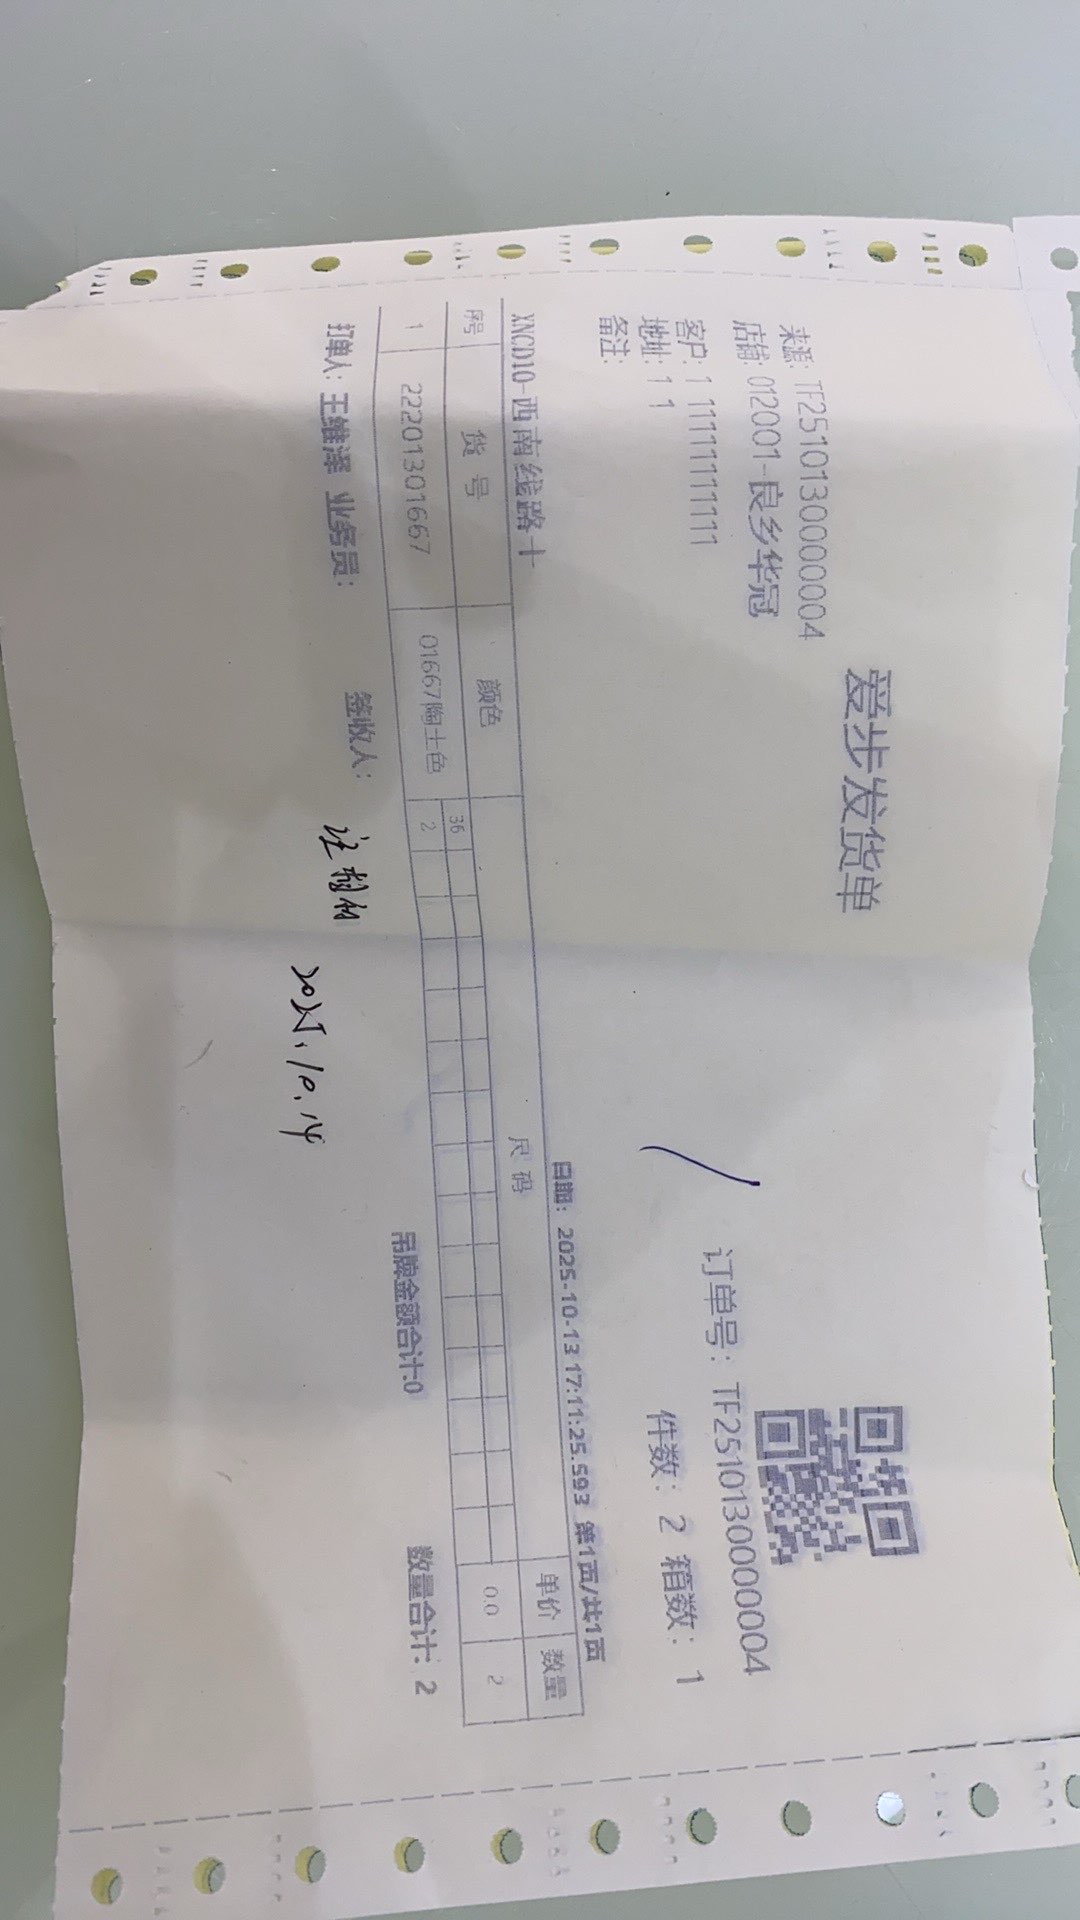 爱步发货单
来源: TF25101300000004
店铺: 012001-良乡华冠
订单号: TF25101300000004
客户: 1 11111111111
地址: 1 1
件数: 2 箱数: 1
备注:
XNCD10-西南线路十
日期: 2025-10-13 17:11:25.593 第1页/共1页
序号 货 号 颜色 尺 码 单价 数量
36
1 22201301667 01667陶土色 2 0.0 2
吊牌金额合计:0 数量合计: 2
打单人: 王维泽 业务员: 签收人:
2025.10.14